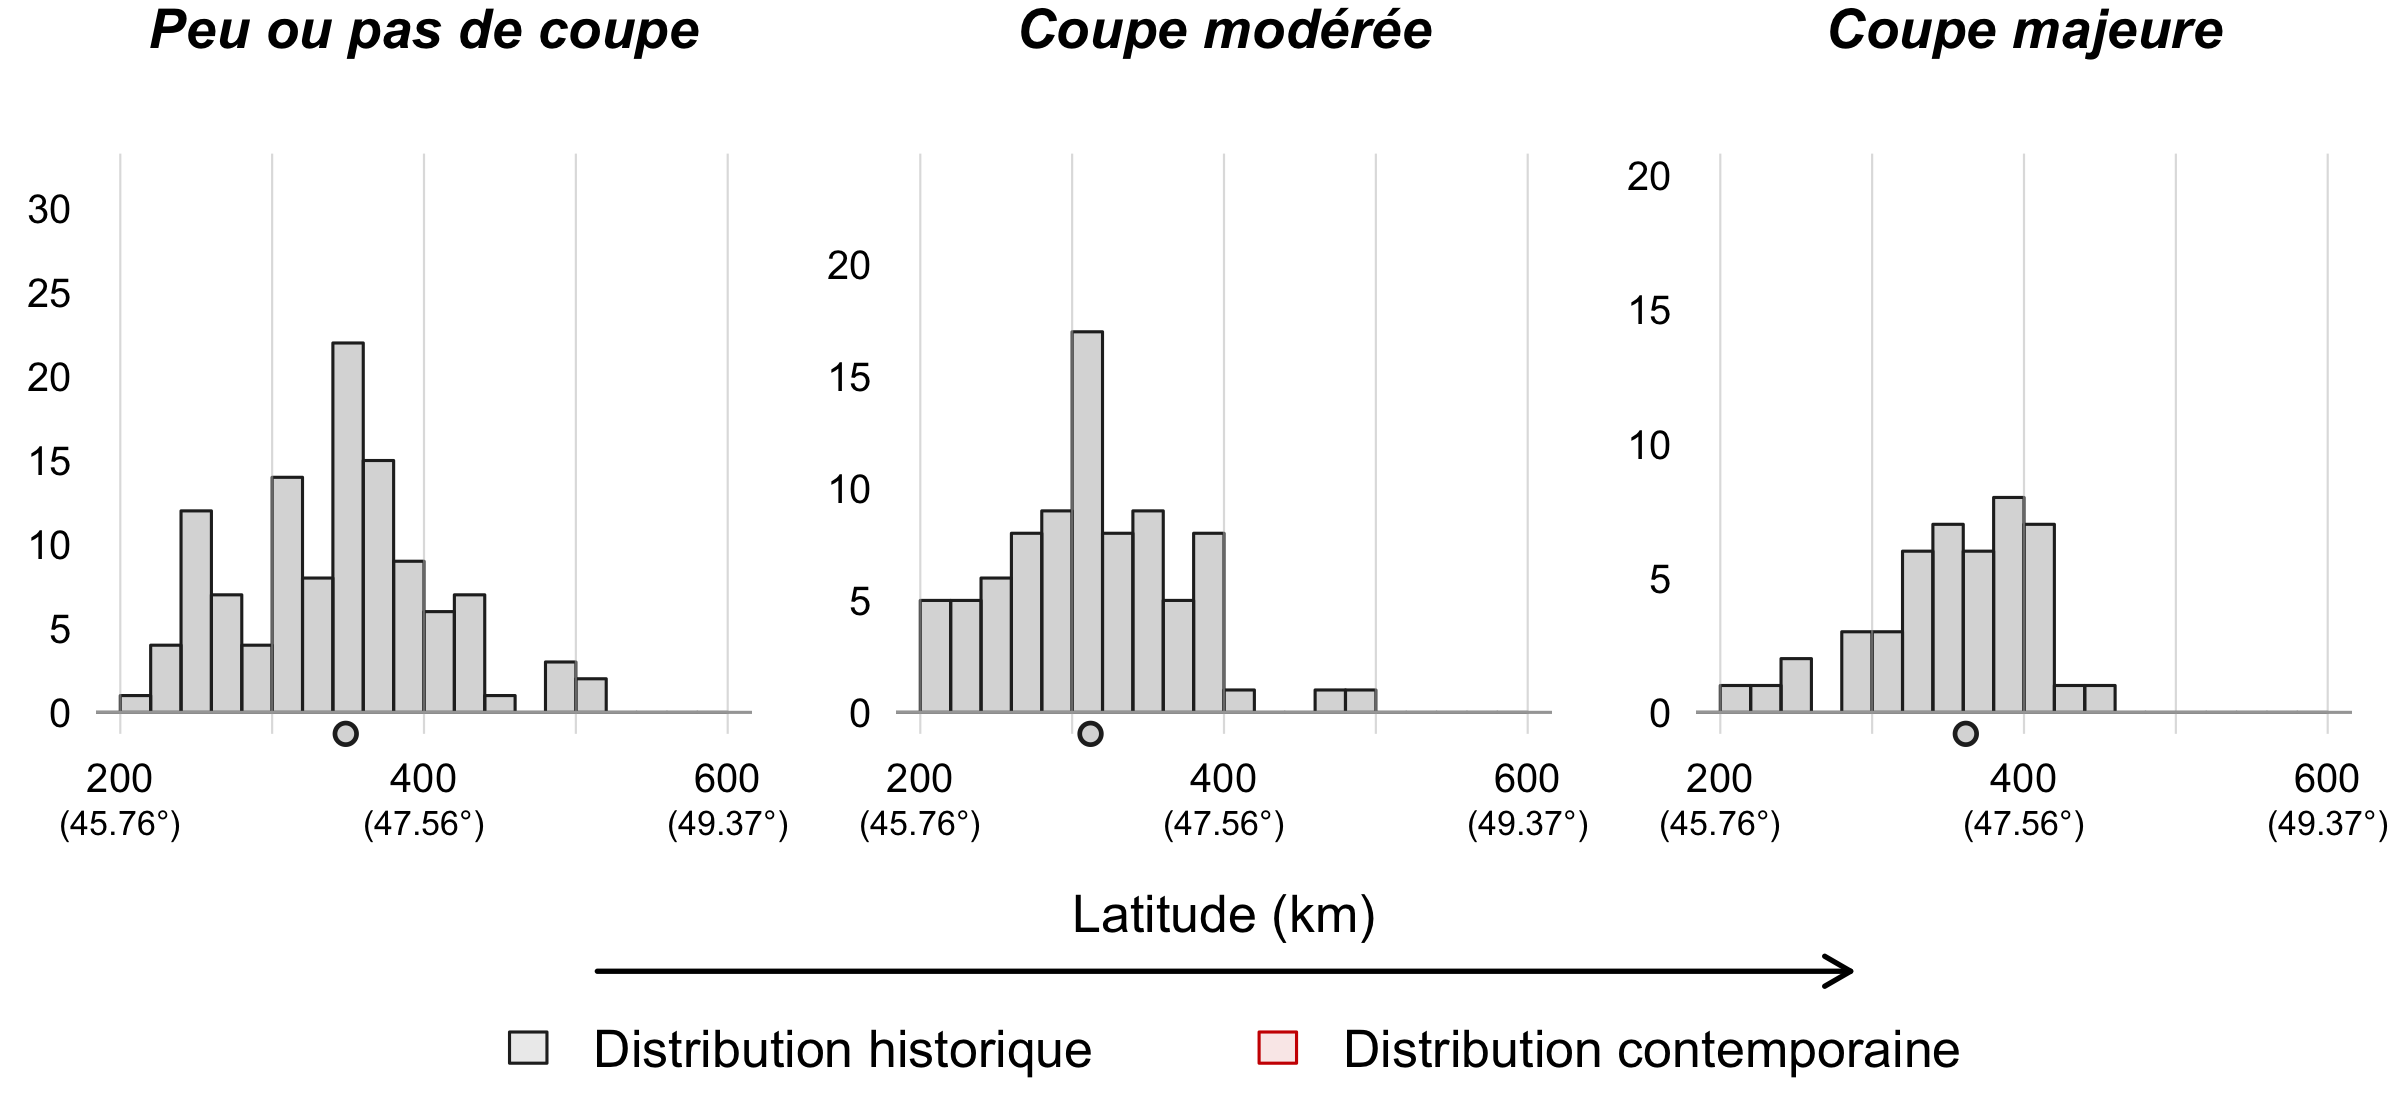 Peu ou pas de coupe
Coupe modérée
Coupe majeure
30
25
20
15
10
5
0
20
15
10
5
0
20
15
10
5
0
200 400 600
(45.76°) (47.56°) (49.37°)
200 400 600
(45.76°) (47.56°) (49.37°)
200 400 600
(45.76°) (47.56°) (49.37°)
Latitude (km)
Distribution historique
Distribution contemporaine